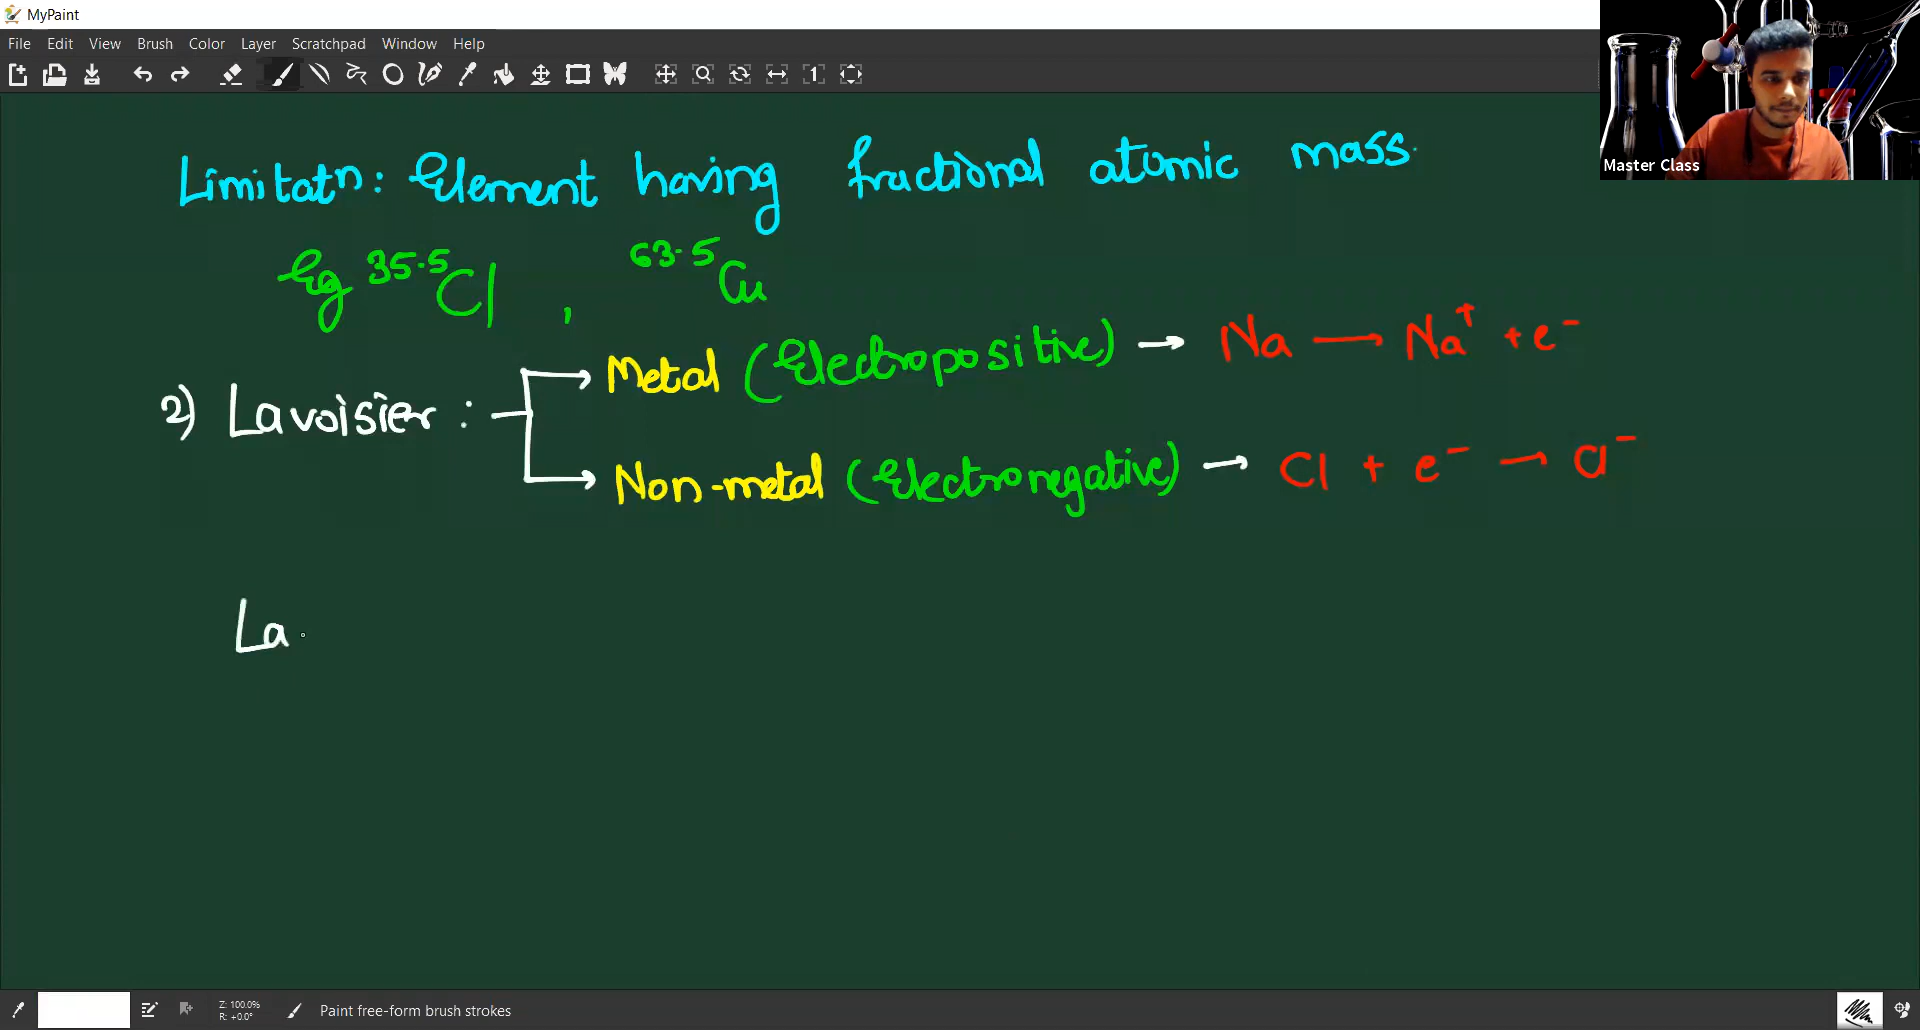 MyPaint
File Edit View Brush Color Layer Scratchpad Window Help
Master Class
Limitatⁿ: Element having fractional atomic mass.
Eg ³⁵·⁵Cl , ⁶³·⁵Cu
Metal (Electropositive) → Na → Na⁺ + e⁻
2) Lavoisier :
Non-metal (Electronegative) → Cl + e⁻ → Cl⁻
La
Z: 100.0%
R: +0.0°
Paint free-form brush strokes